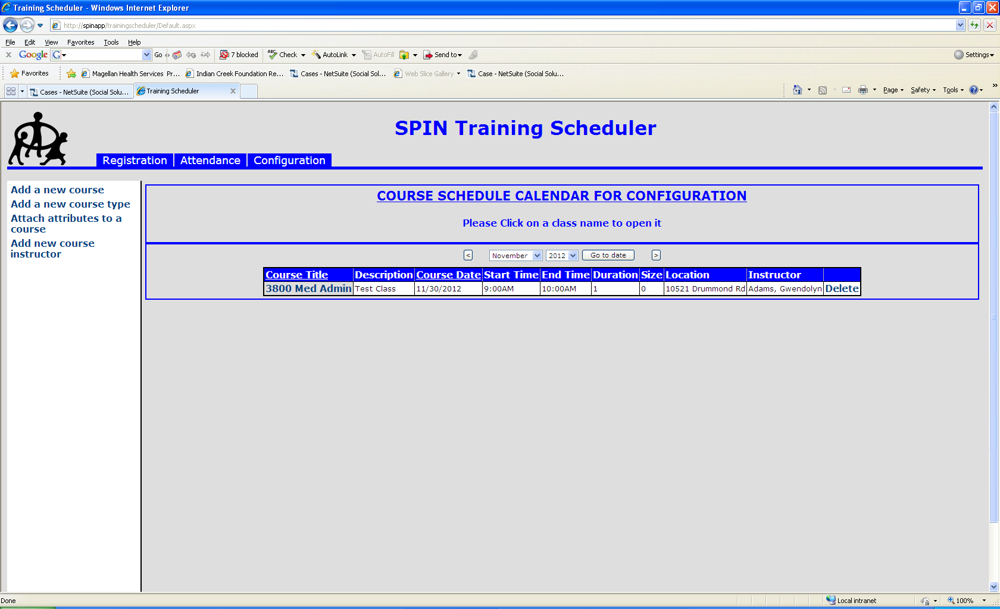 Training Scheduler - Windows Internet Explorer
http://spinapp/trainingscheduler/Default.aspx
File Edit View Favorites Tools Help
x Google G Go 7 blocked ABC Check AutoLink AutoFill Send to Settings
Favorites Magellan Health Services Pr... Indian Creek Foundation Re... Cases - NetSuite (Social Sol... Web Slice Gallery Case - NetSuite (Social Solu...
Cases - NetSuite (Social Solu... Training Scheduler x Page Safety Tools ? »
SPIN Training Scheduler
Registration Attendance Configuration
Add a new course
Add a new course type
Attach attributes to a
course
Add new course
instructor
COURSE SCHEDULE CALENDAR FOR CONFIGURATION
Please Click on a class name to open it
< November 2012 Go to date >
Course Title Description Course Date Start Time End Time Duration Size Location Instructor
3800 Med Admin Test Class 11/30/2012 9:00AM 10:00AM 1 0 10521 Drummond Rd Adams, Gwendolyn Delete
Done Local intranet 100%